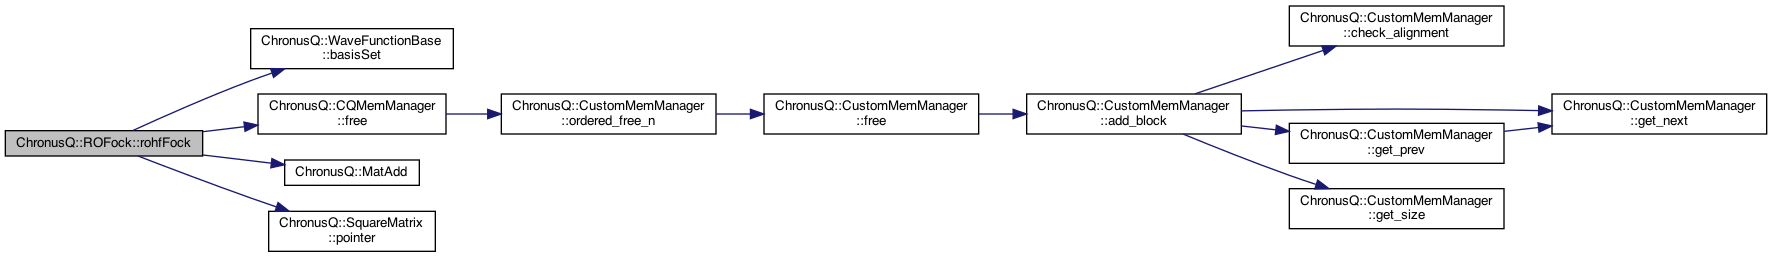 ChronusQ::ROFock::rohfFock
ChronusQ::WaveFunctionBase
::basisSet
ChronusQ::CQMemManager
::free
ChronusQ::MatAdd
ChronusQ::SquareMatrix
::pointer
ChronusQ::CustomMemManager
::ordered_free_n
ChronusQ::CustomMemManager
::free
ChronusQ::CustomMemManager
::add_block
ChronusQ::CustomMemManager
::check_alignment
ChronusQ::CustomMemManager
::get_prev
ChronusQ::CustomMemManager
::get_size
ChronusQ::CustomMemManager
::get_next